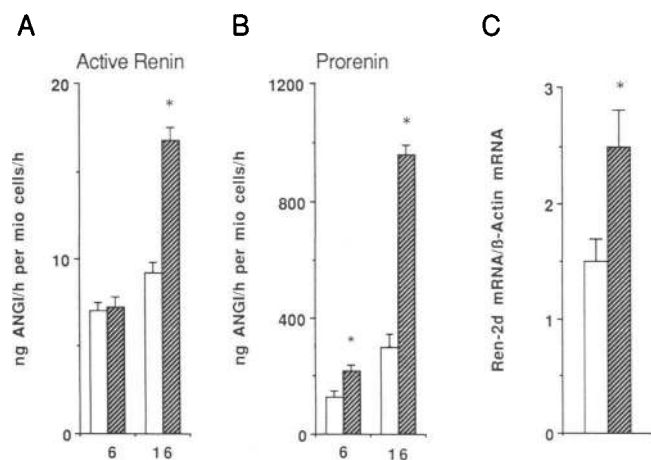 A
Active Renin
ng ANGI/h per mio cells/h
20
10
0
*
6
16
B
Prorenin
ng ANGI/h per mio cells/h
1200
800
400
0
*
*
6
16
C
Ren-2d mRNA/ß-Actin mRNA
3
2
1
0
*